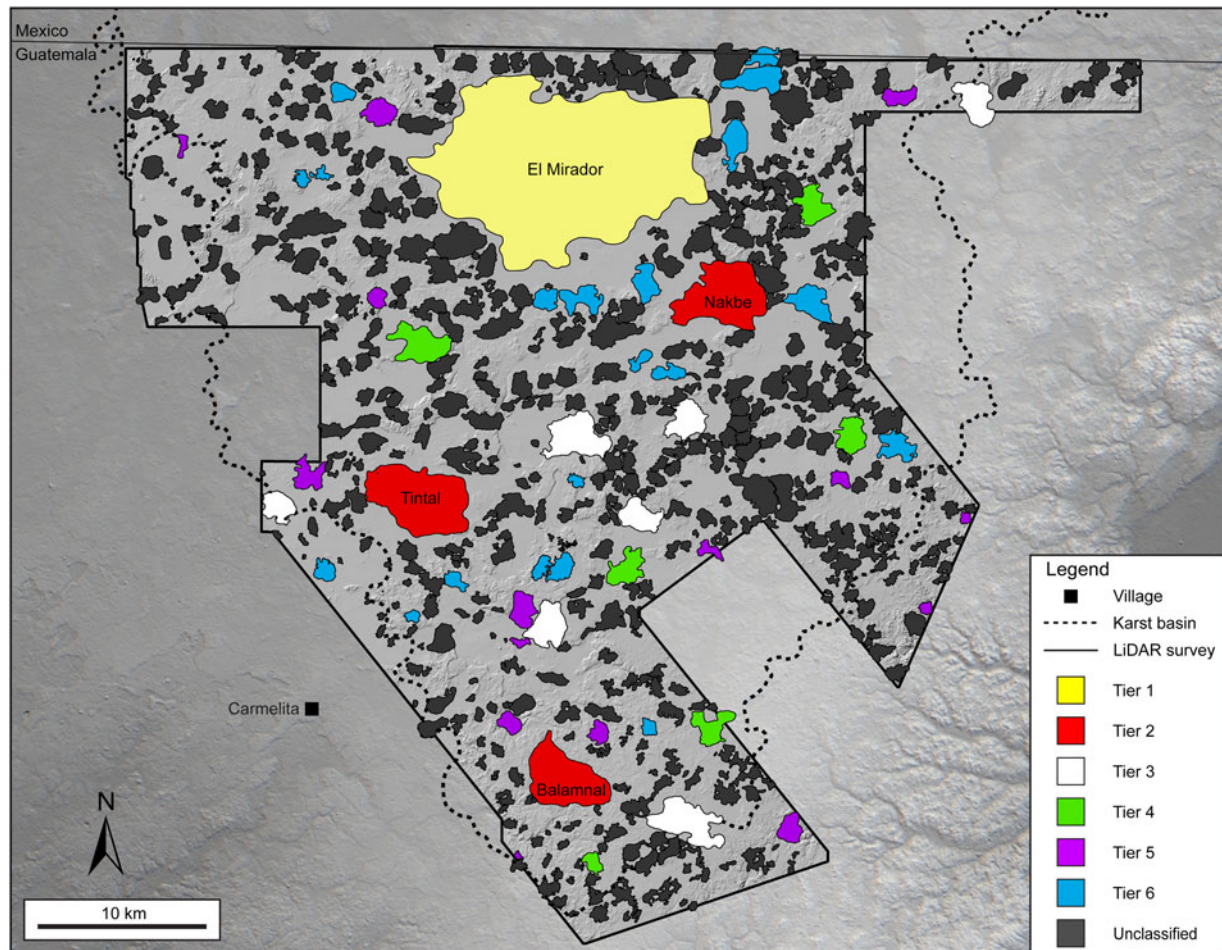 Mexico
Guatemala
El Mirador
Nakbe
Tintal
Carmelita
Balamnal
N
10 km
Legend
Village
Karst basin
LiDAR survey
Tier 1
Tier 2
Tier 3
Tier 4
Tier 5
Tier 6
Unclassified